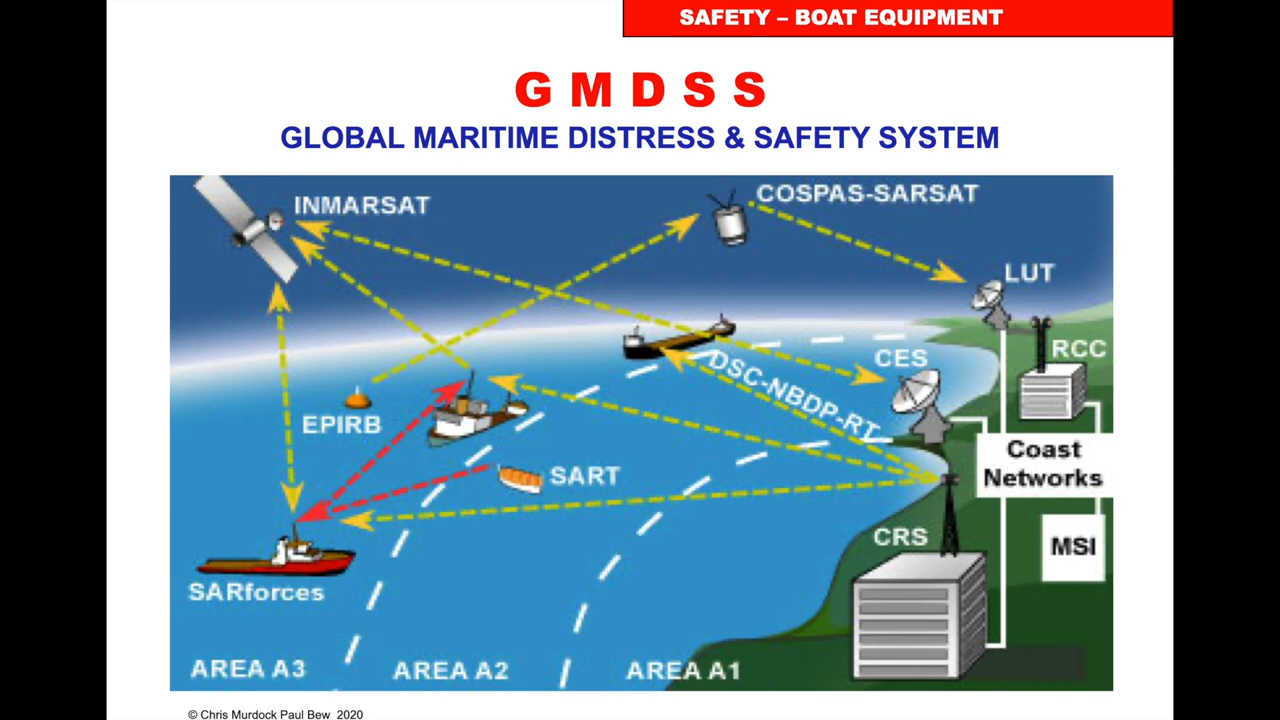 SAFETY – BOAT EQUIPMENT
G M D S S
GLOBAL MARITIME DISTRESS & SAFETY SYSTEM
INMARSAT
COSPAS-SARSAT
LUT
RCC
CES
DSC-NBDP-RT
EPIRB
Coast
Networks
SART
CRS
MSI
SARforces
AREA A3
AREA A2
AREA A1
© Chris Murdock Paul Bew 2020